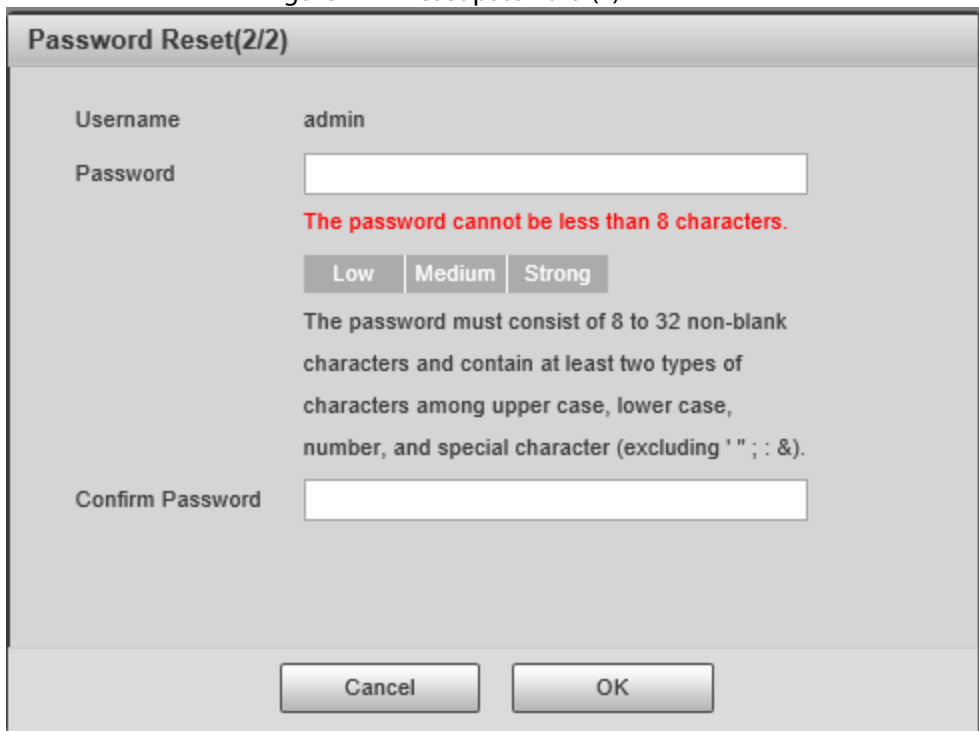 Password Reset(2/2)
Username admin
Password
The password cannot be less than 8 characters.
Low Medium Strong
The password must consist of 8 to 32 non-blank
characters and contain at least two types of
characters among upper case, lower case,
number, and special character (excluding ' " ; : &).
Confirm Password
Cancel OK